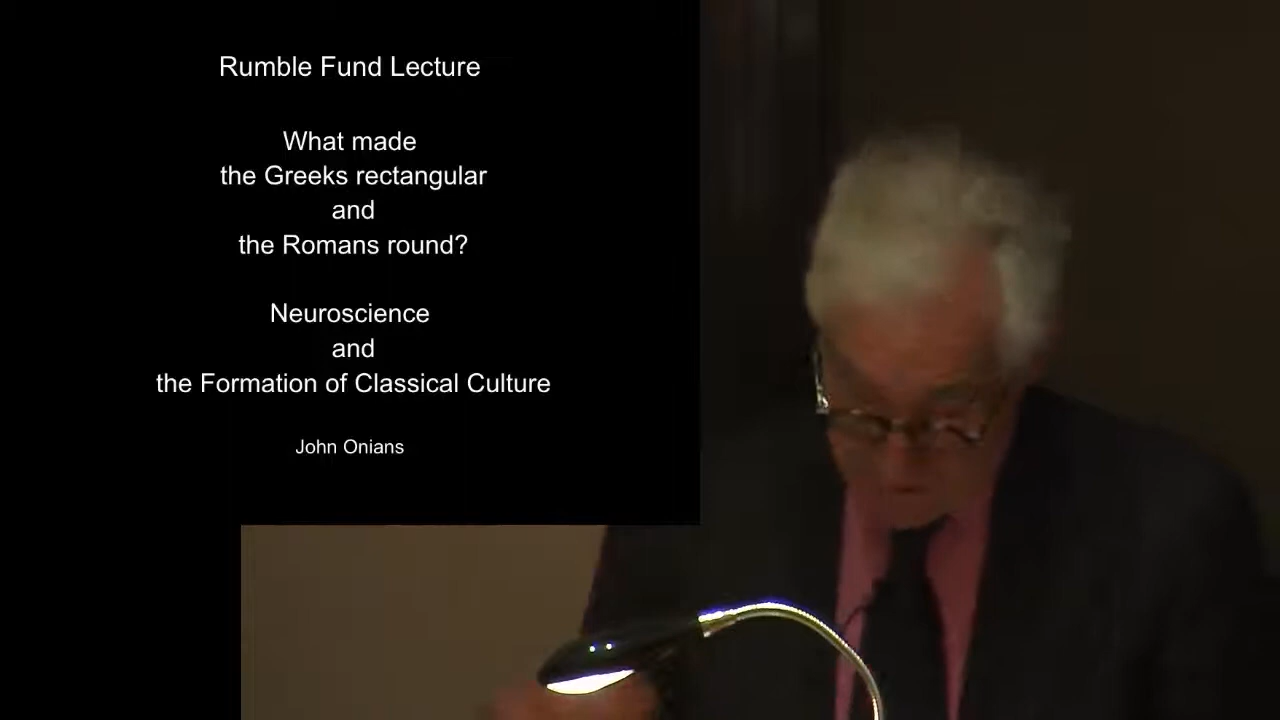 Rumble Fund Lecture
What made
the Greeks rectangular
and
the Romans round?
Neuroscience
and
the Formation of Classical Culture
John Onians